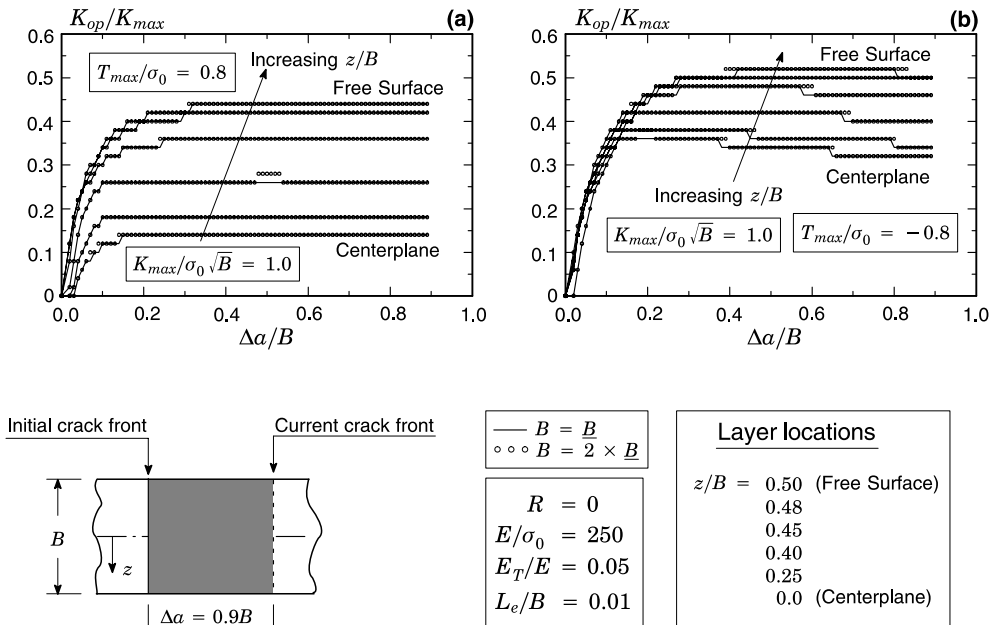 K_op/K_max
(a)
0.6
0.5
0.4
0.3
0.2
0.1
0
T_max/σ_0 = 0.8
Increasing z/B
Free Surface
Centerplane
K_max/σ_0 √B = 1.0
0.0 0.2 0.4 0.6 0.8 1.0
Δa/B
K_op/K_max
(b)
0.6
0.5
0.4
0.3
0.2
0.1
0
Free Surface
Increasing z/B
Centerplane
K_max/σ_0 √B = 1.0
T_max/σ_0 = −0.8
0.0 0.2 0.4 0.6 0.8 1.0
Δa/B
Initial crack front
Current crack front
B
z
Δa = 0.9B
B = B
B = 2 × B
R = 0
E/σ_0 = 250
E_T/E = 0.05
L_e/B = 0.01
Layer locations
z/B = 0.50 (Free Surface)
0.48
0.45
0.40
0.25
0.0 (Centerplane)